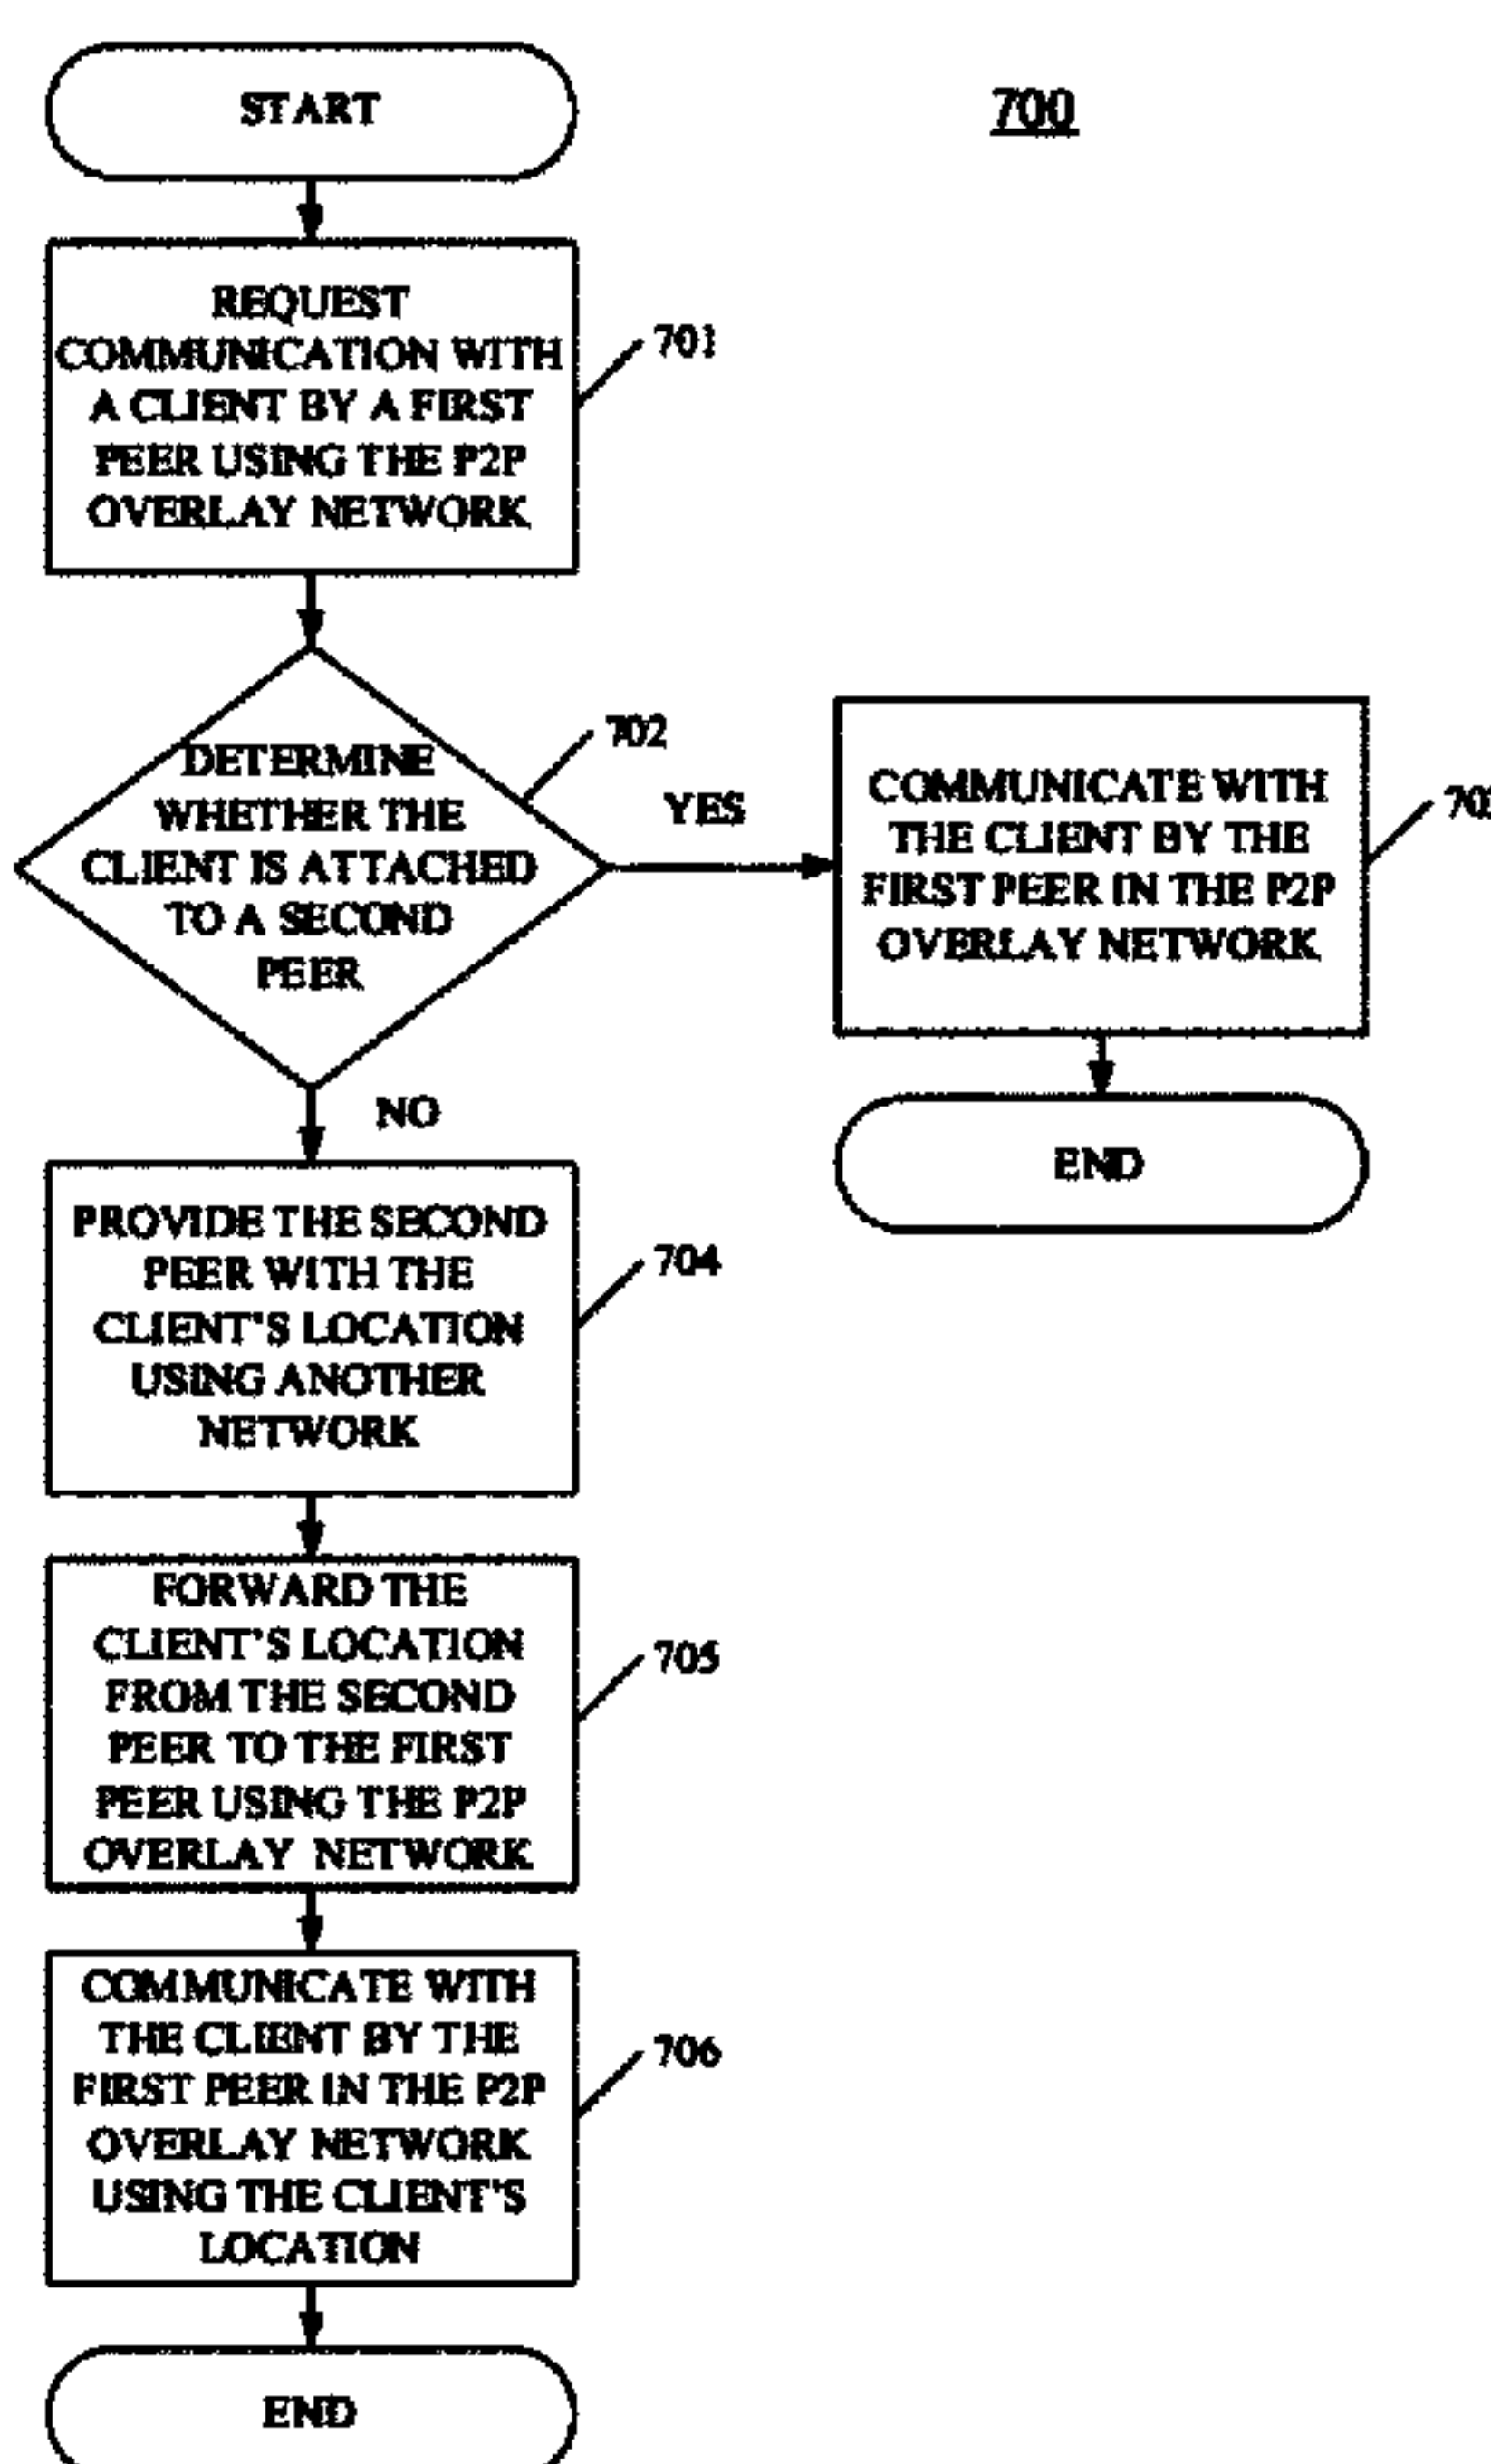 START
700
REQUEST
COMMUNICATION WITH
A CLIENT BY A FIRST
PEER USING THE P2P
OVERLAY NETWORK
701
DETERMINE
WHETHER THE
CLIENT IS ATTACHED
TO A SECOND
PEER
702
YES
COMMUNICATE WITH
THE CLIENT BY THE
FIRST PEER IN THE P2P
OVERLAY NETWORK
END
NO
PROVIDE THE SECOND
PEER WITH THE
CLIENT'S LOCATION
USING ANOTHER
NETWORK
704
FORWARD THE
CLIENT'S LOCATION
FROM THE SECOND
PEER TO THE FIRST
PEER USING THE P2P
OVERLAY NETWORK
705
COMMUNICATE WITH
THE CLIENT BY THE
FIRST PEER IN THE P2P
OVERLAY NETWORK
USING THE CLIENT'S
LOCATION
706
END